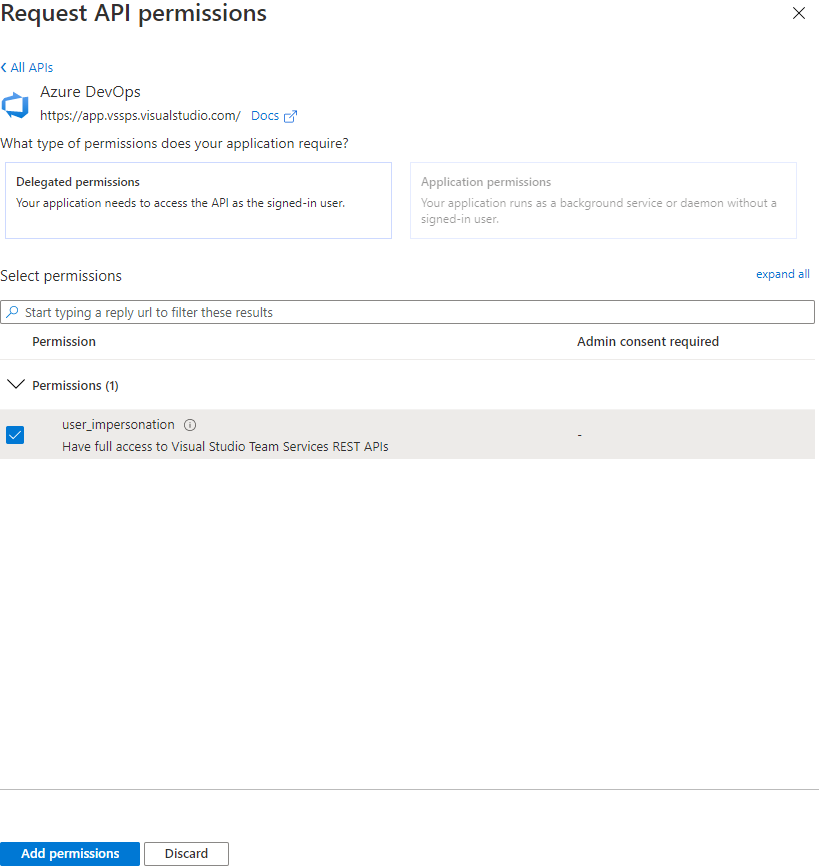 Request API permissions
All APIs
Azure DevOps
https://app.vssps.visualstudio.com/ Docs
What type of permissions does your application require?
Delegated permissions
Your application needs to access the API as the signed-in user.
Application permissions
Your application runs as a background service or daemon without a
signed-in user.
Select permissions
expand all
Start typing a reply url to filter these results
Permission Admin consent required
Permissions (1)
user_impersonation
Have full access to Visual Studio Team Services REST APIs
-
Add permissions Discard